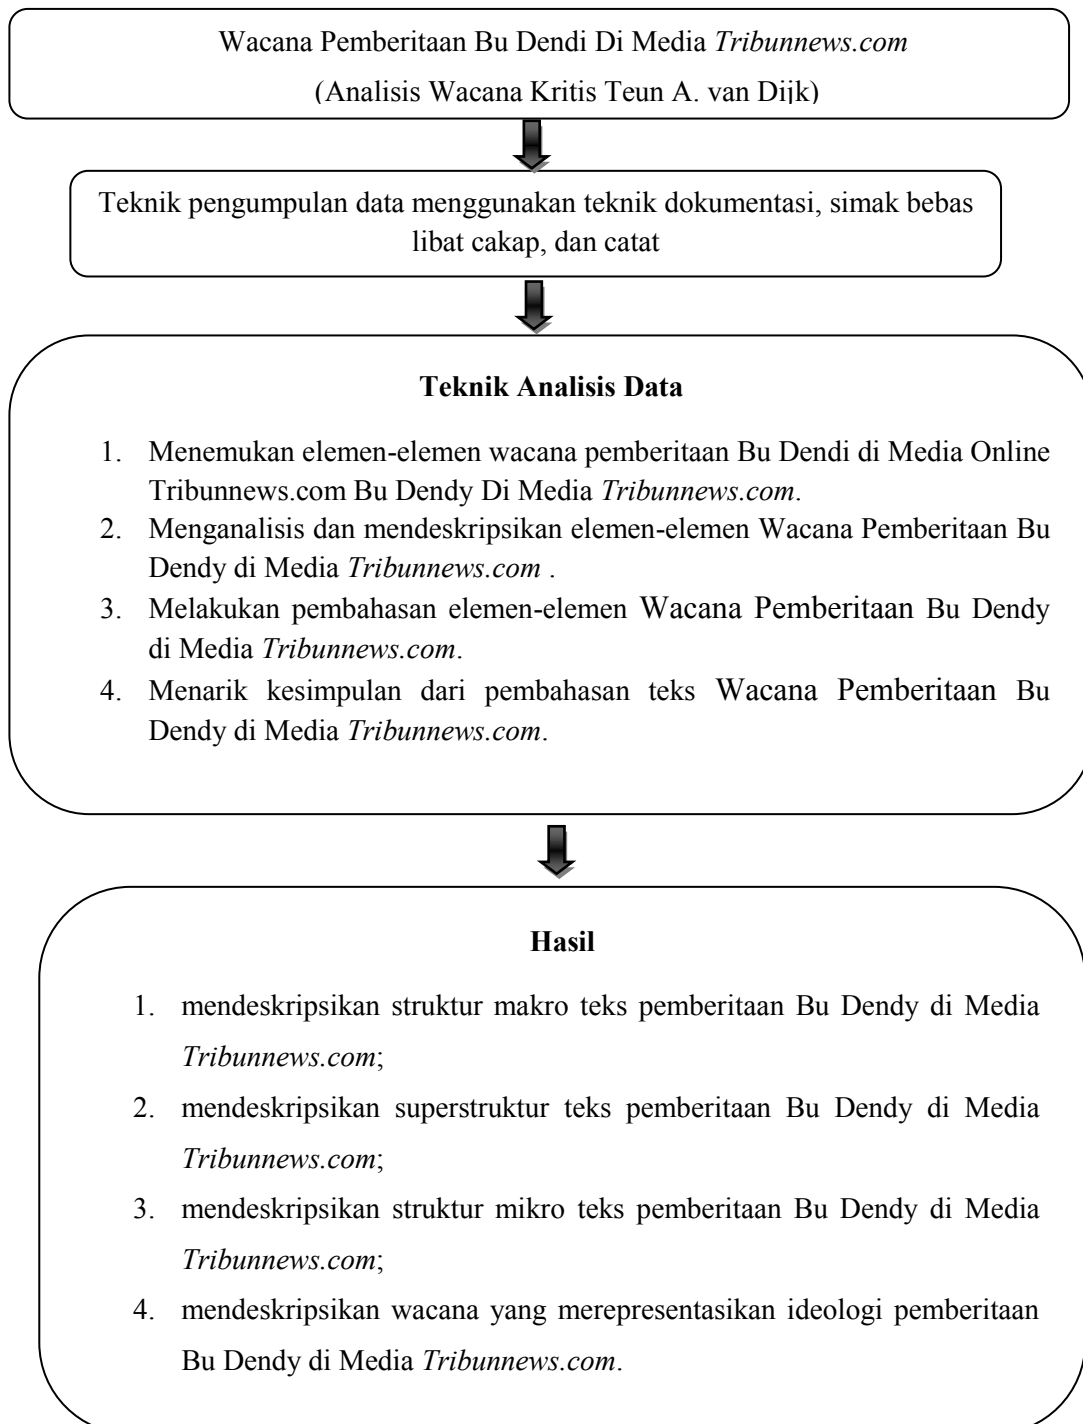 Wacana Pemberitaan Bu Dendi Di Media Tribunnews.com
(Analisis Wacana Kritis Teun A. van Dijk)
Teknik pengumpulan data menggunakan teknik dokumentasi, simak bebas
libat cakap, dan catat
Teknik Analisis Data
1. Menemukan elemen-elemen wacana pemberitaan Bu Dendi di Media Online
Tribunnews.com Bu Dendy Di Media Tribunnews.com.
2. Menganalisis dan mendeskripsikan elemen-elemen Wacana Pemberitaan Bu
Dendy di Media Tribunnews.com .
3. Melakukan pembahasan elemen-elemen Wacana Pemberitaan Bu Dendy
di Media Tribunnews.com.
4. Menarik kesimpulan dari pembahasan teks Wacana Pemberitaan Bu
Dendy di Media Tribunnews.com.
Hasil
1. mendeskripsikan struktur makro teks pemberitaan Bu Dendy di Media
Tribunnews.com;
2. mendeskripsikan superstruktur teks pemberitaan Bu Dendy di Media
Tribunnews.com;
3. mendeskripsikan struktur mikro teks pemberitaan Bu Dendy di Media
Tribunnews.com;
4. mendeskripsikan wacana yang merepresentasikan ideologi pemberitaan
Bu Dendy di Media Tribunnews.com.